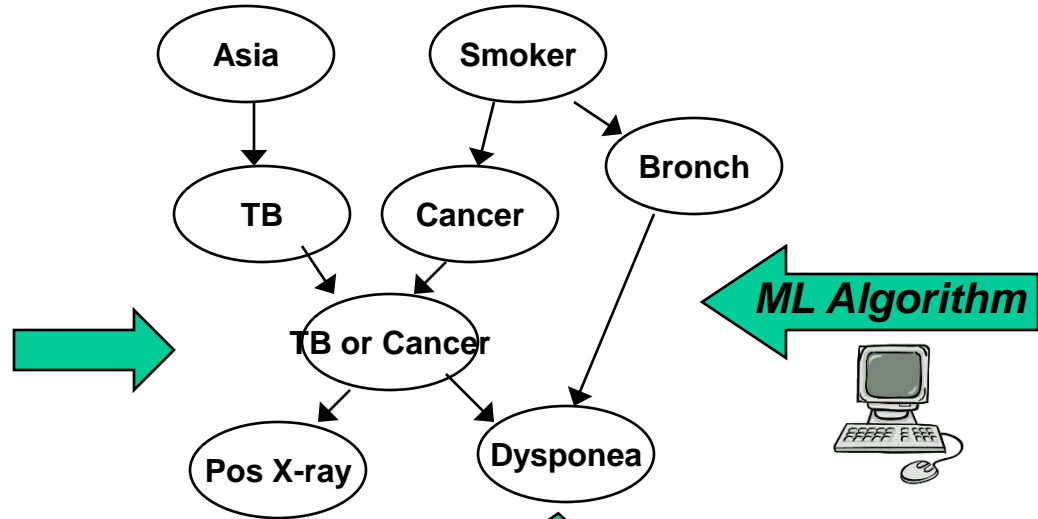 Asia
Smoker
Bronch
TB
Cancer
ML Algorithm
TB or Cancer
Pos X-ray
Dysponea